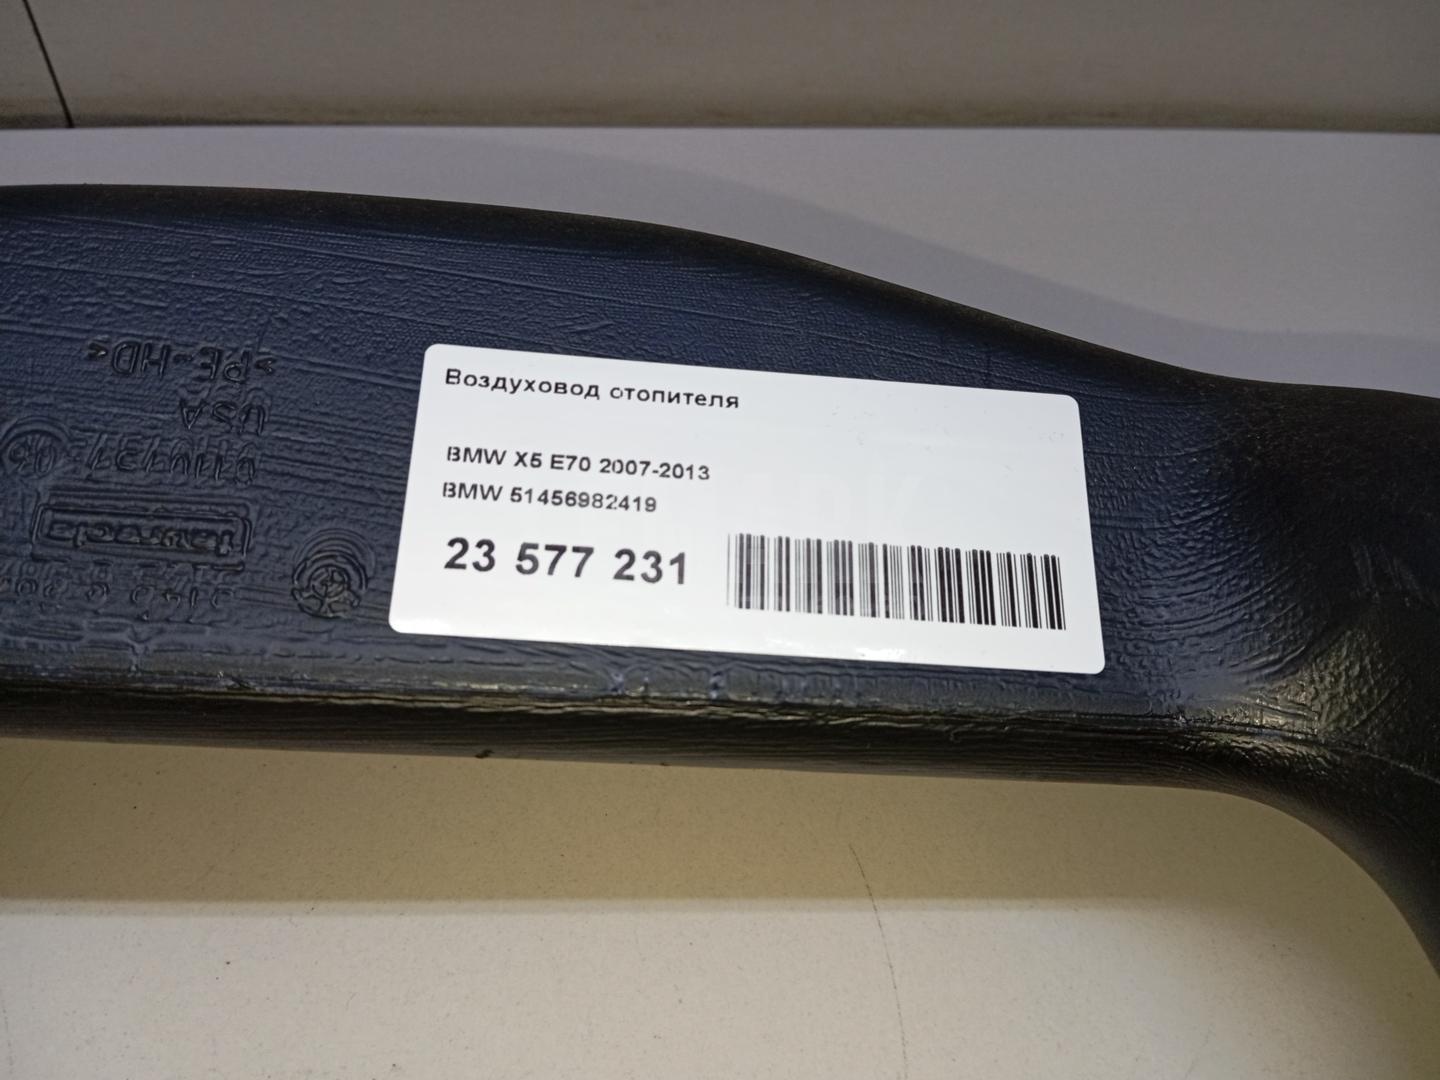 Воздуховод отопителя
BMW X5 E70 2007-2013
BMW 51456982419
23 577 231
>PE-HD<
USA